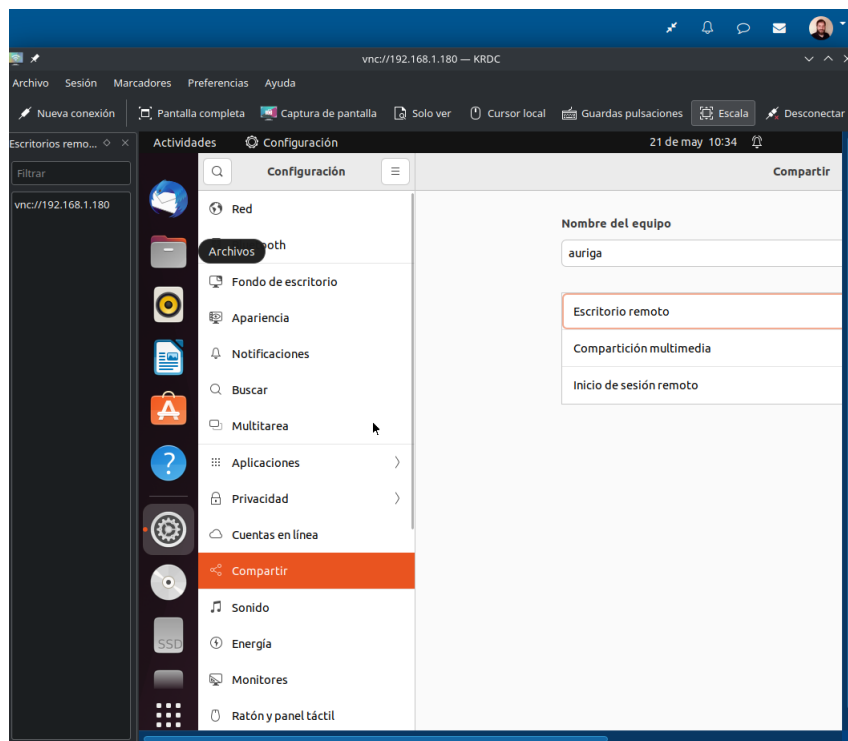 vnc://192.168.1.180 — KRDC
Archivo Sesión Marcadores Preferencias Ayuda
Nueva conexión Pantalla completa Captura de pantalla Solo ver Cursor local Guardas pulsaciones Escala Desconectar
Escritorios remo...
Filtrar
vnc://192.168.1.180
Actividades Configuración 21 de may 10:34
Configuración
Compartir
Red
ooth
Archivos
Fondo de escritorio
Apariencia
Notificaciones
Buscar
Multitarea
Aplicaciones
Privacidad
Cuentas en línea
Compartir
Sonido
Energía
Monitores
Ratón y panel táctil
SSD
Nombre del equipo
auriga
Escritorio remoto
Compartición multimedia
Inicio de sesión remoto